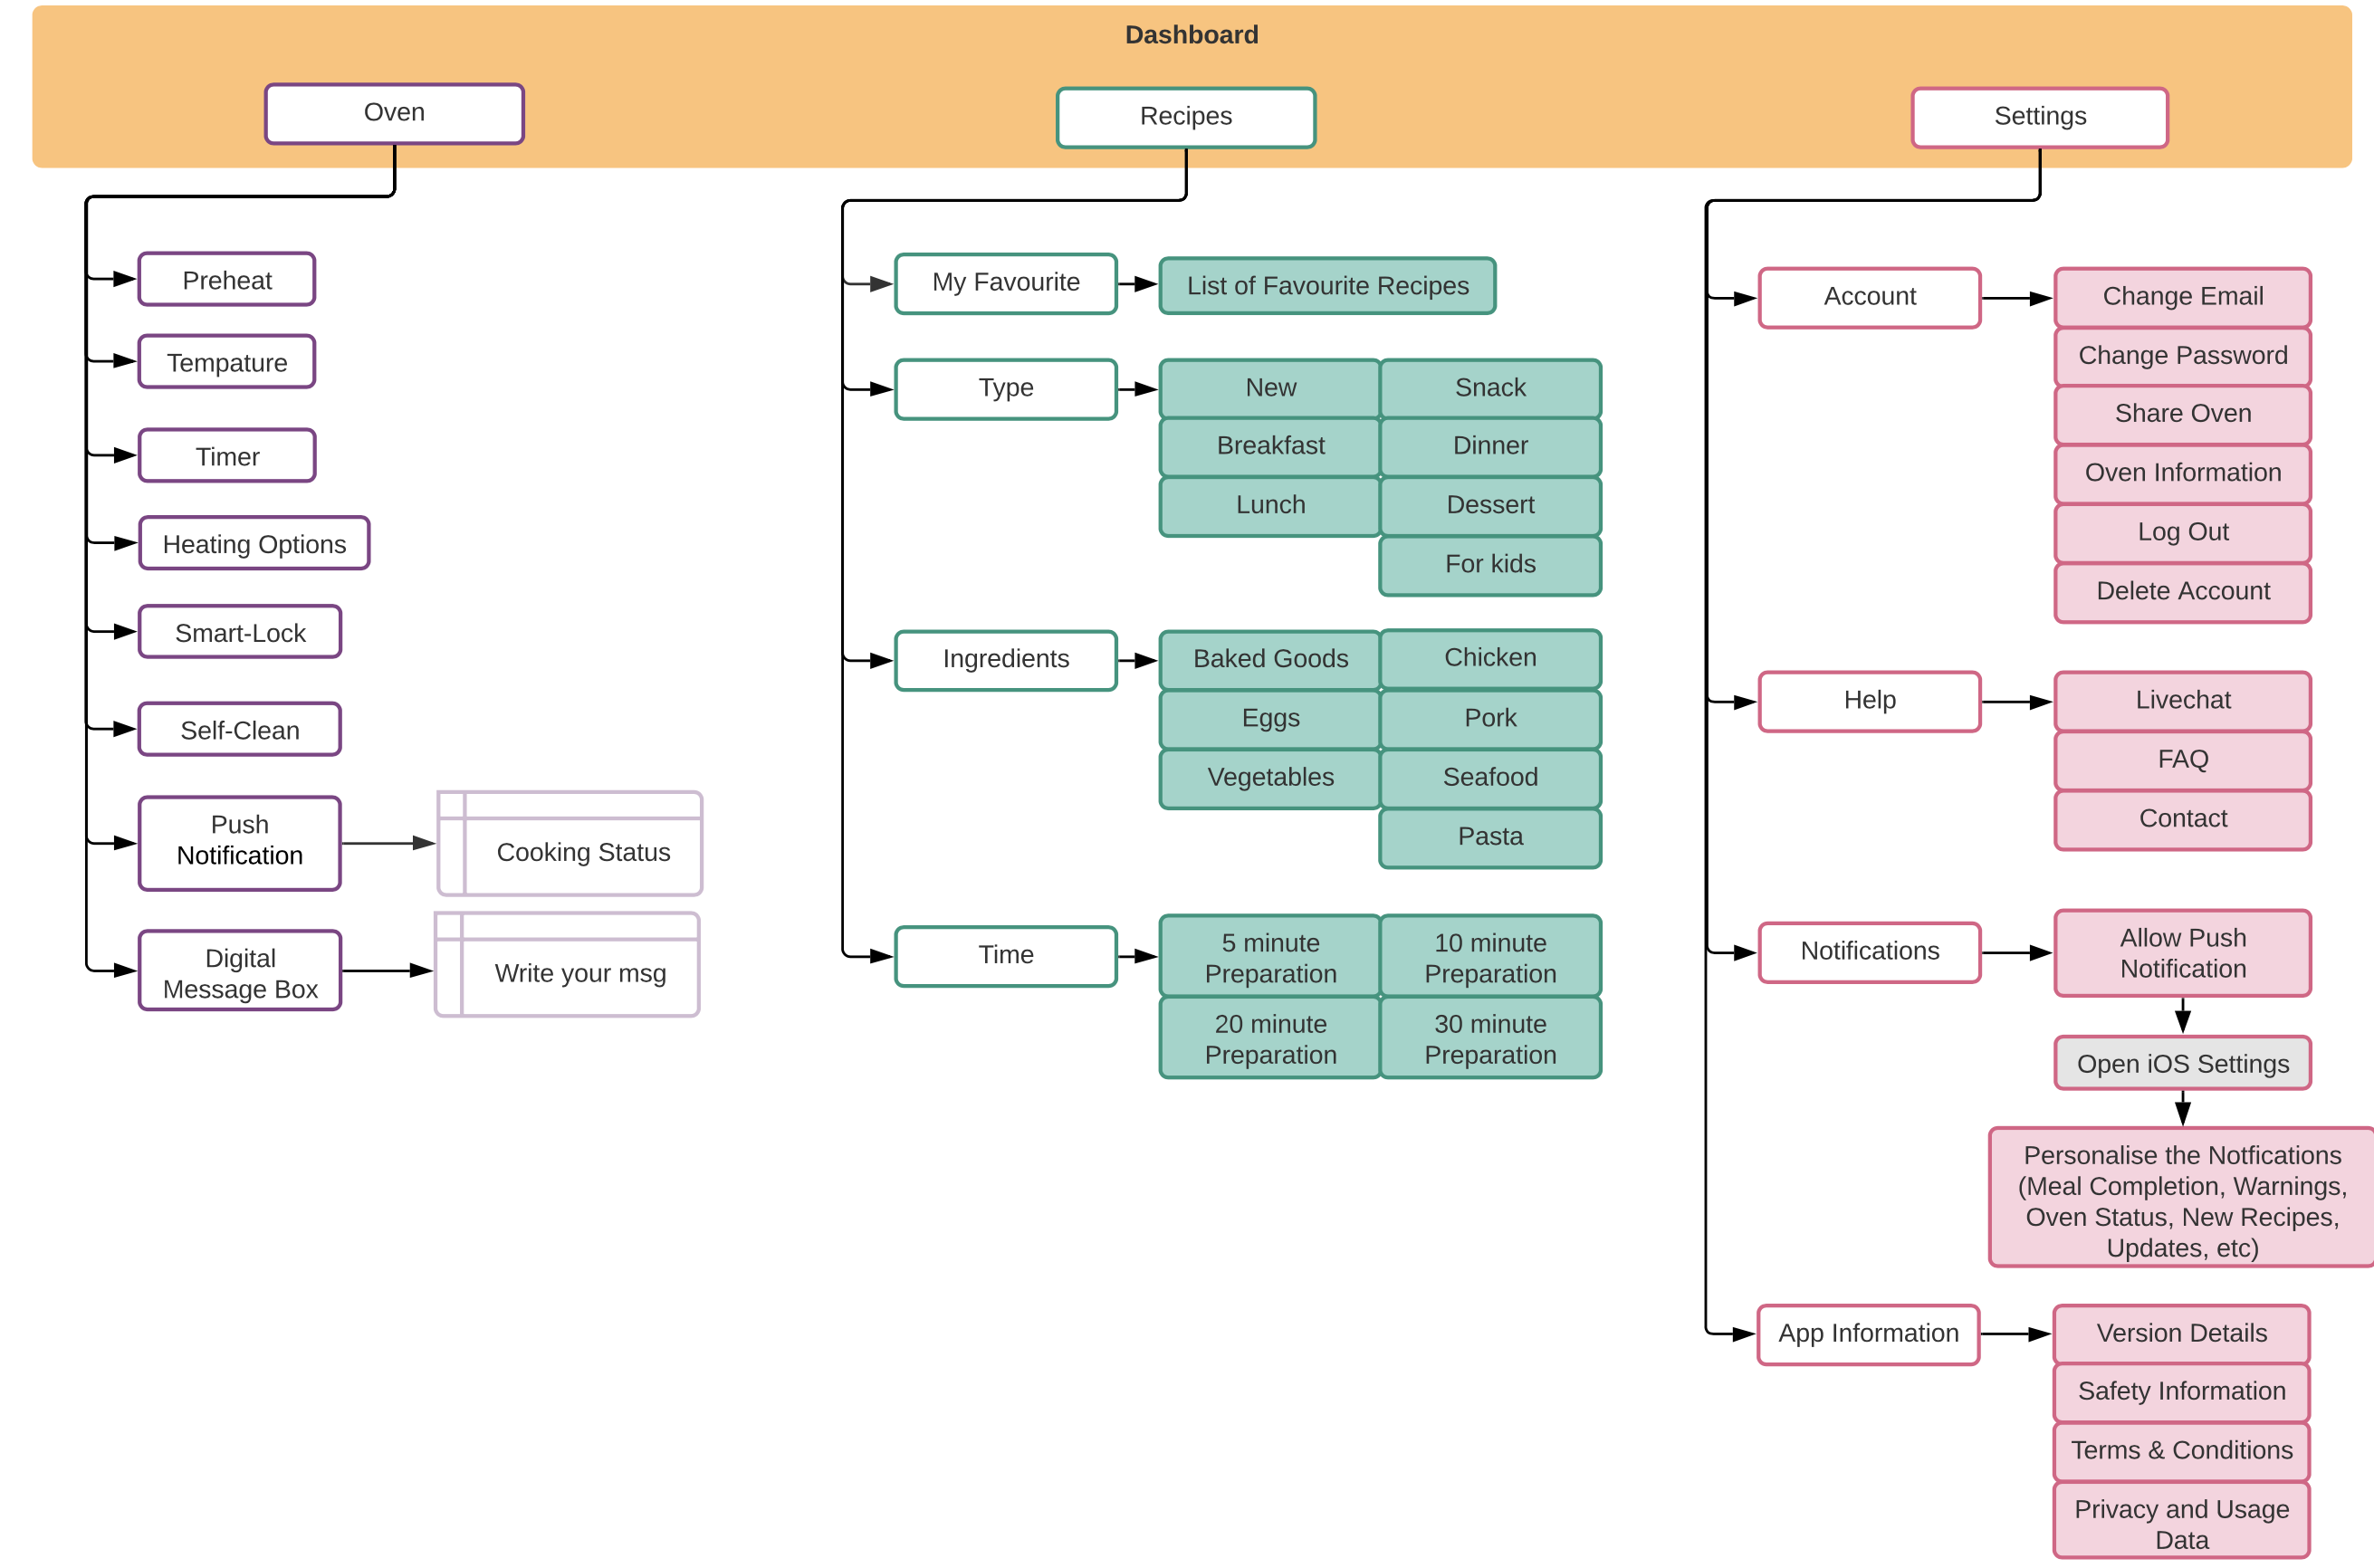 Dashboard
Oven
Recipes
Settings
Preheat
Tempature
Timer
Heating Options
Smart-Lock
Self-Clean
Push
Notification
Cooking Status
Digital
Message Box
Write your msg
My Favourite
List of Favourite Recipes
Type
New
Snack
Breakfast
Dinner
Lunch
Dessert
For kids
Ingredients
Baked Goods
Chicken
Eggs
Pork
Vegetables
Seafood
Pasta
Time
5 minute
Preparation
10 minute
Preparation
20 minute
Preparation
30 minute
Preparation
Account
Change Email
Change Password
Share Oven
Oven Information
Log Out
Delete Account
Help
Livechat
FAQ
Contact
Notifications
Allow Push
Notification
Open iOS Settings
Personalise the Notfications
(Meal Completion, Warnings,
Oven Status, New Recipes,
Updates, etc)
App Information
Version Details
Safety Information
Terms & Conditions
Privacy and Usage
Data